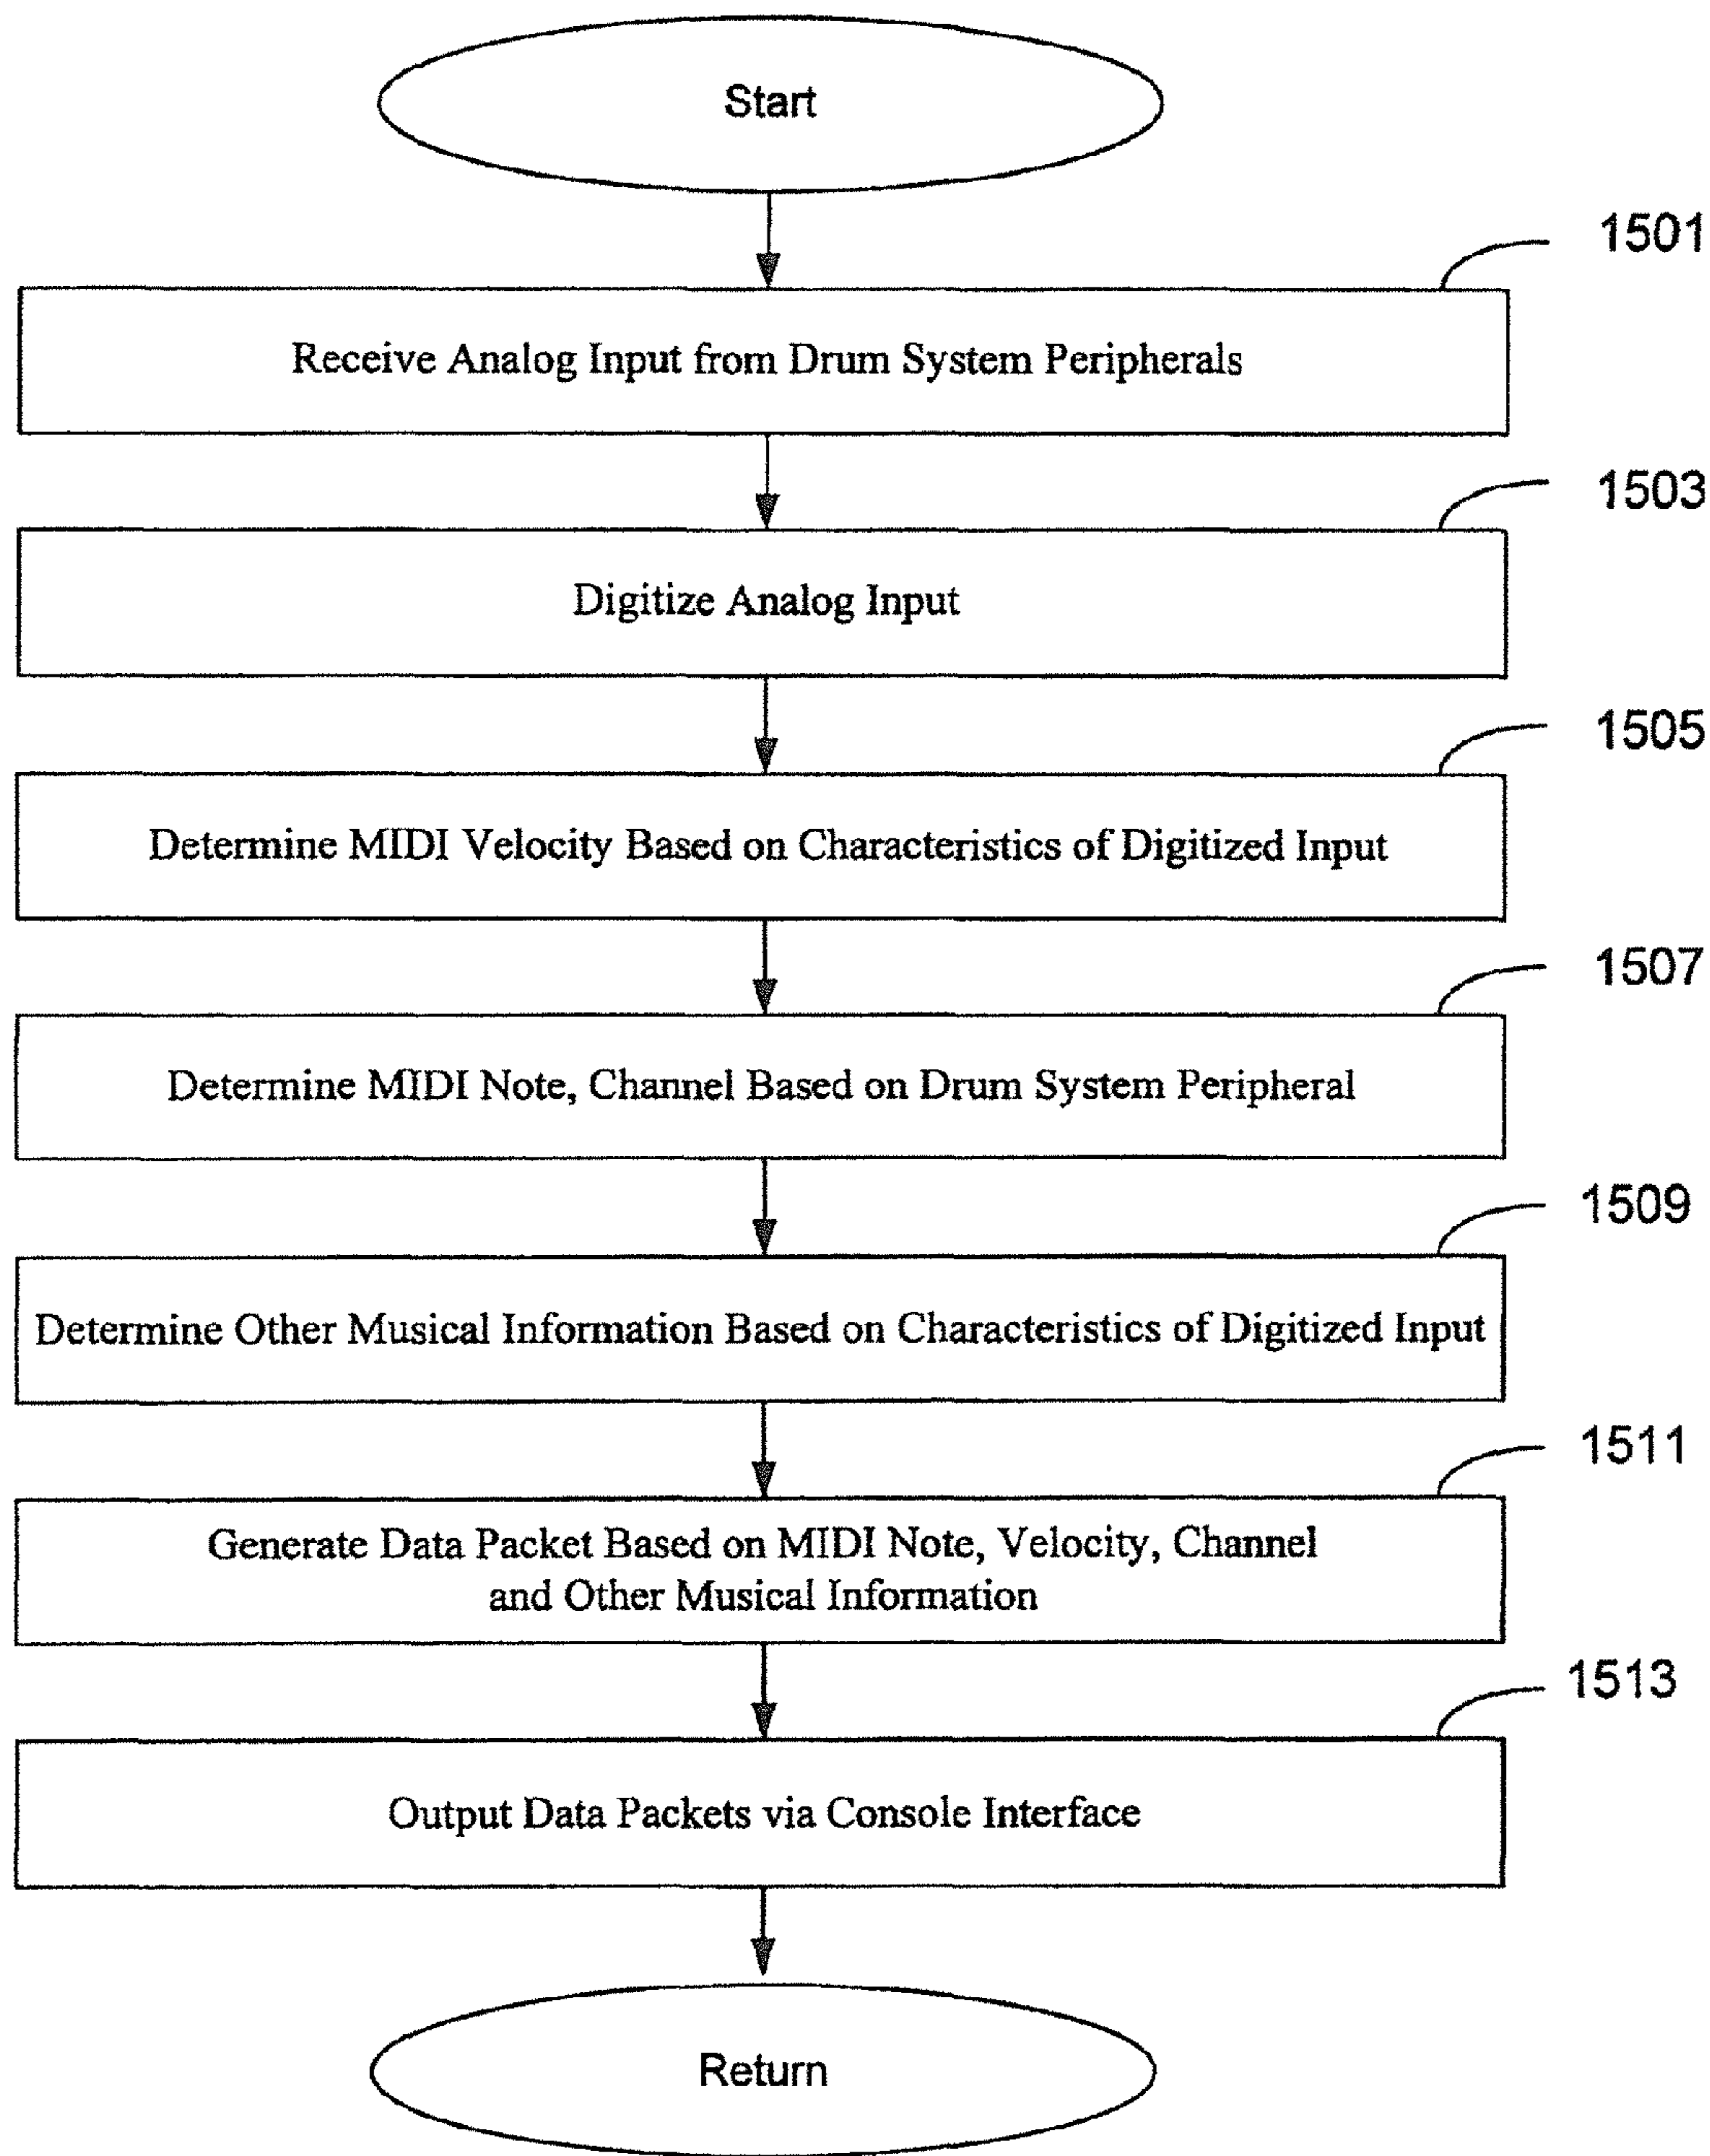 Start
1501
Receive Analog Input from Drum System Peripherals
1503
Digitize Analog Input
1505
Determine MIDI Velocity Based on Characteristics of Digitized Input
1507
Determine MIDI Note, Channel Based on Drum System Peripheral
1509
Determine Other Musical Information Based on Characteristics of Digitized Input
1511
Generate Data Packet Based on MIDI Note, Velocity, Channel
and Other Musical Information
1513
Output Data Packets via Console Interface
Return